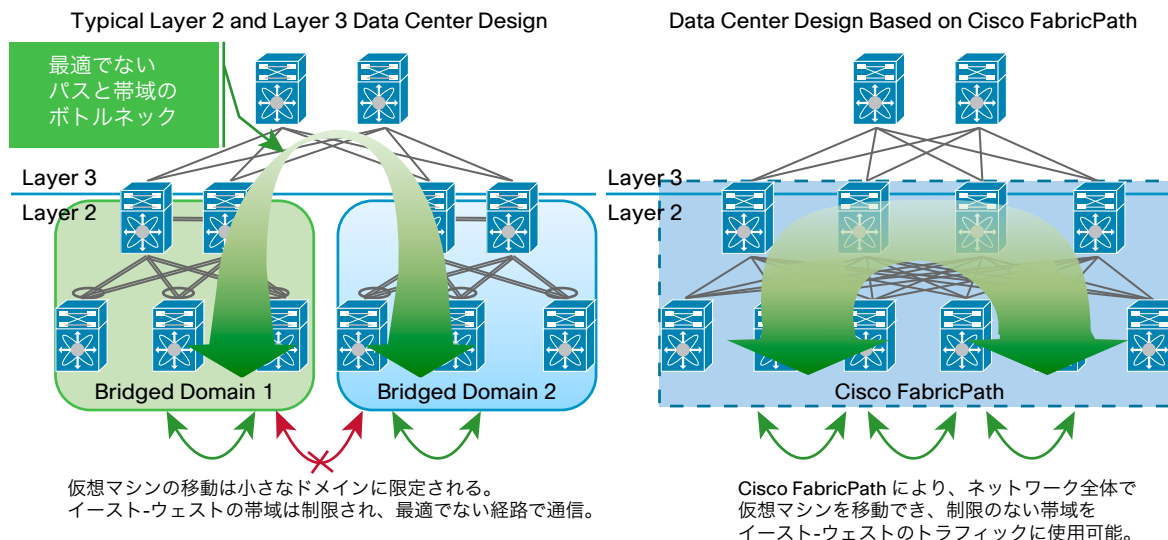 Typical Layer 2 and Layer 3 Data Center Design
最適でない
パスと帯域の
ボトルネック
Layer 3
Layer 2
Bridged Domain 1
Bridged Domain 2
仮想マシンの移動は小さなドメインに限定される。
イースト-ウェストの帯域は制限され、最適でない経路で通信。
Data Center Design Based on Cisco FabricPath
Layer 3
Layer 2
Cisco FabricPath
Cisco FabricPath により、ネットワーク全体で
仮想マシンを移動でき、制限のない帯域を
イースト-ウェストのトラフィックに使用可能。